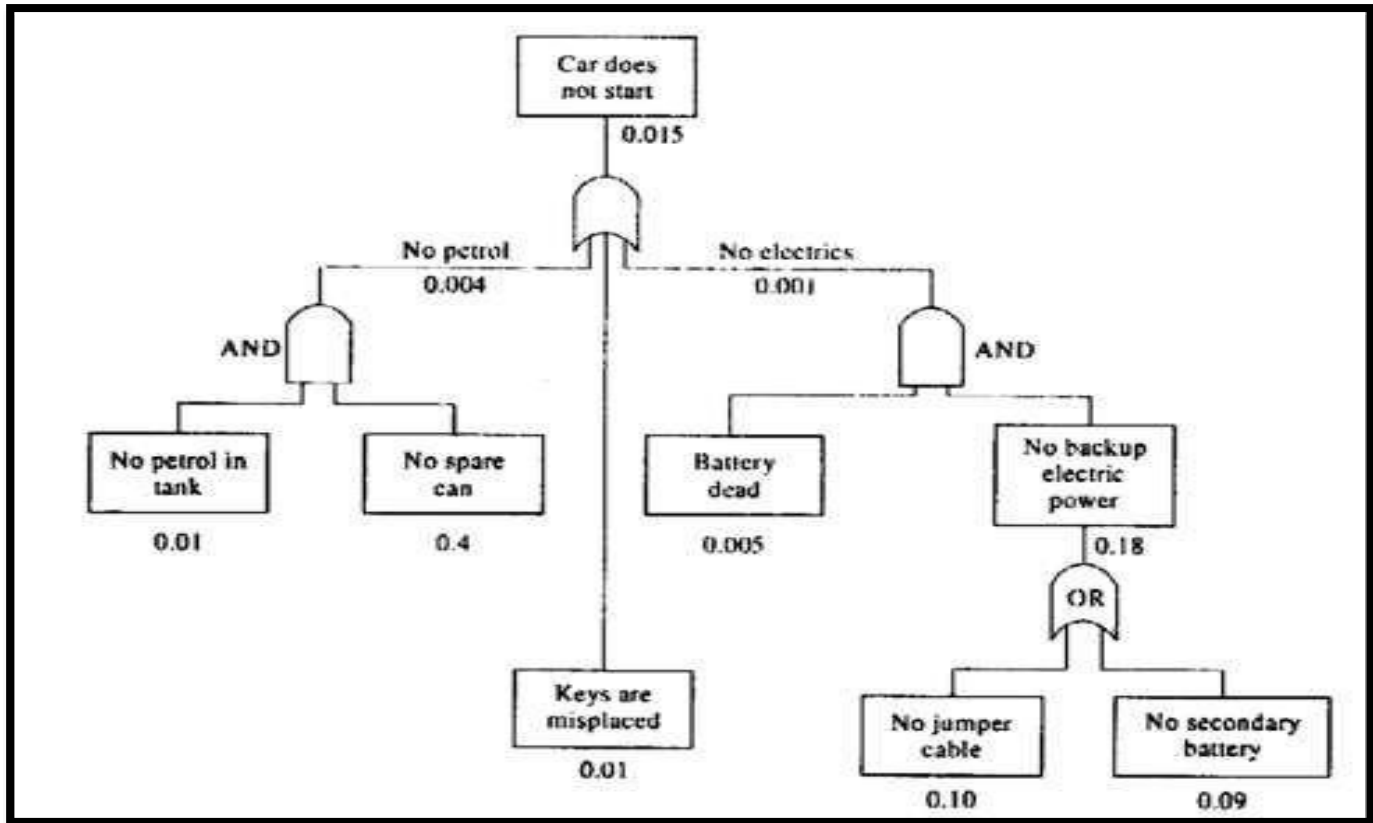 Car does
not start
0.015
No petrol
0.004
No electrics
0.001
AND
AND
No petrol in
tank
0.01
No spare
can
0.4
Battery
dead
0.005
No backup
electric
power
0.18
OR
Keys are
misplaced
0.01
No jumper
cable
0.10
No secondary
battery
0.09